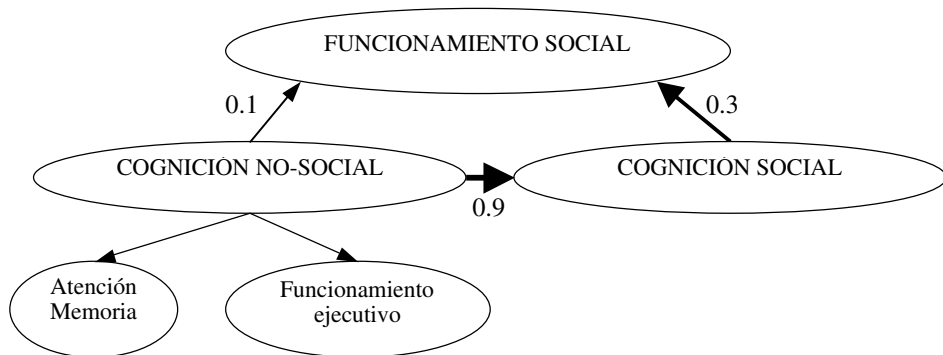 FUNCIONAMIENTO SOCIAL
0.1
0.3
COGNICIÓN NO-SOCIAL
COGNICIÓN SOCIAL
0.9
Atención
Memoria
Funcionamiento
ejecutivo